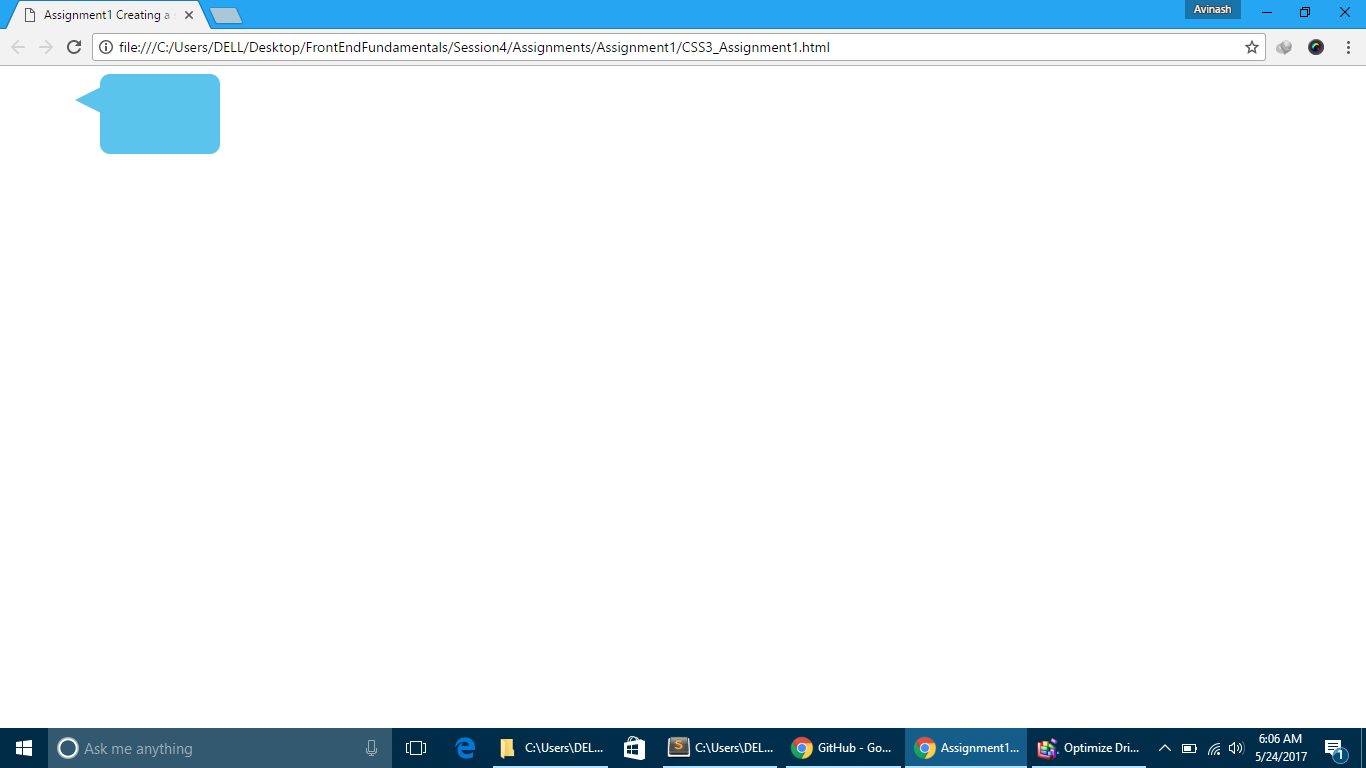 Assignment1 Creating a
Avinash
file:///C:/Users/DELL/Desktop/FrontEndFundamentals/Session4/Assignments/Assignment1/CSS3_Assignment1.html
Ask me anything
C:\Users\DEL...
S
C:\Users\DEL...
GitHub - Go...
Assignment1...
Optimize Dri...
6:06 AM
5/24/2017
1